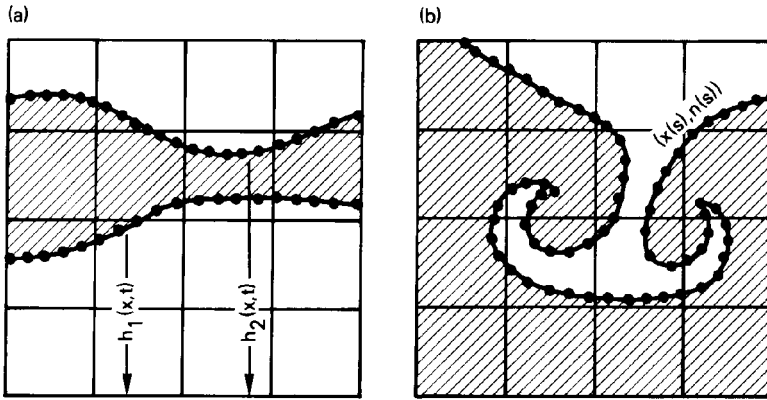 (a)
(b)
h₁ (x,t)
h₂ (x,t)
(x(s),n(s))